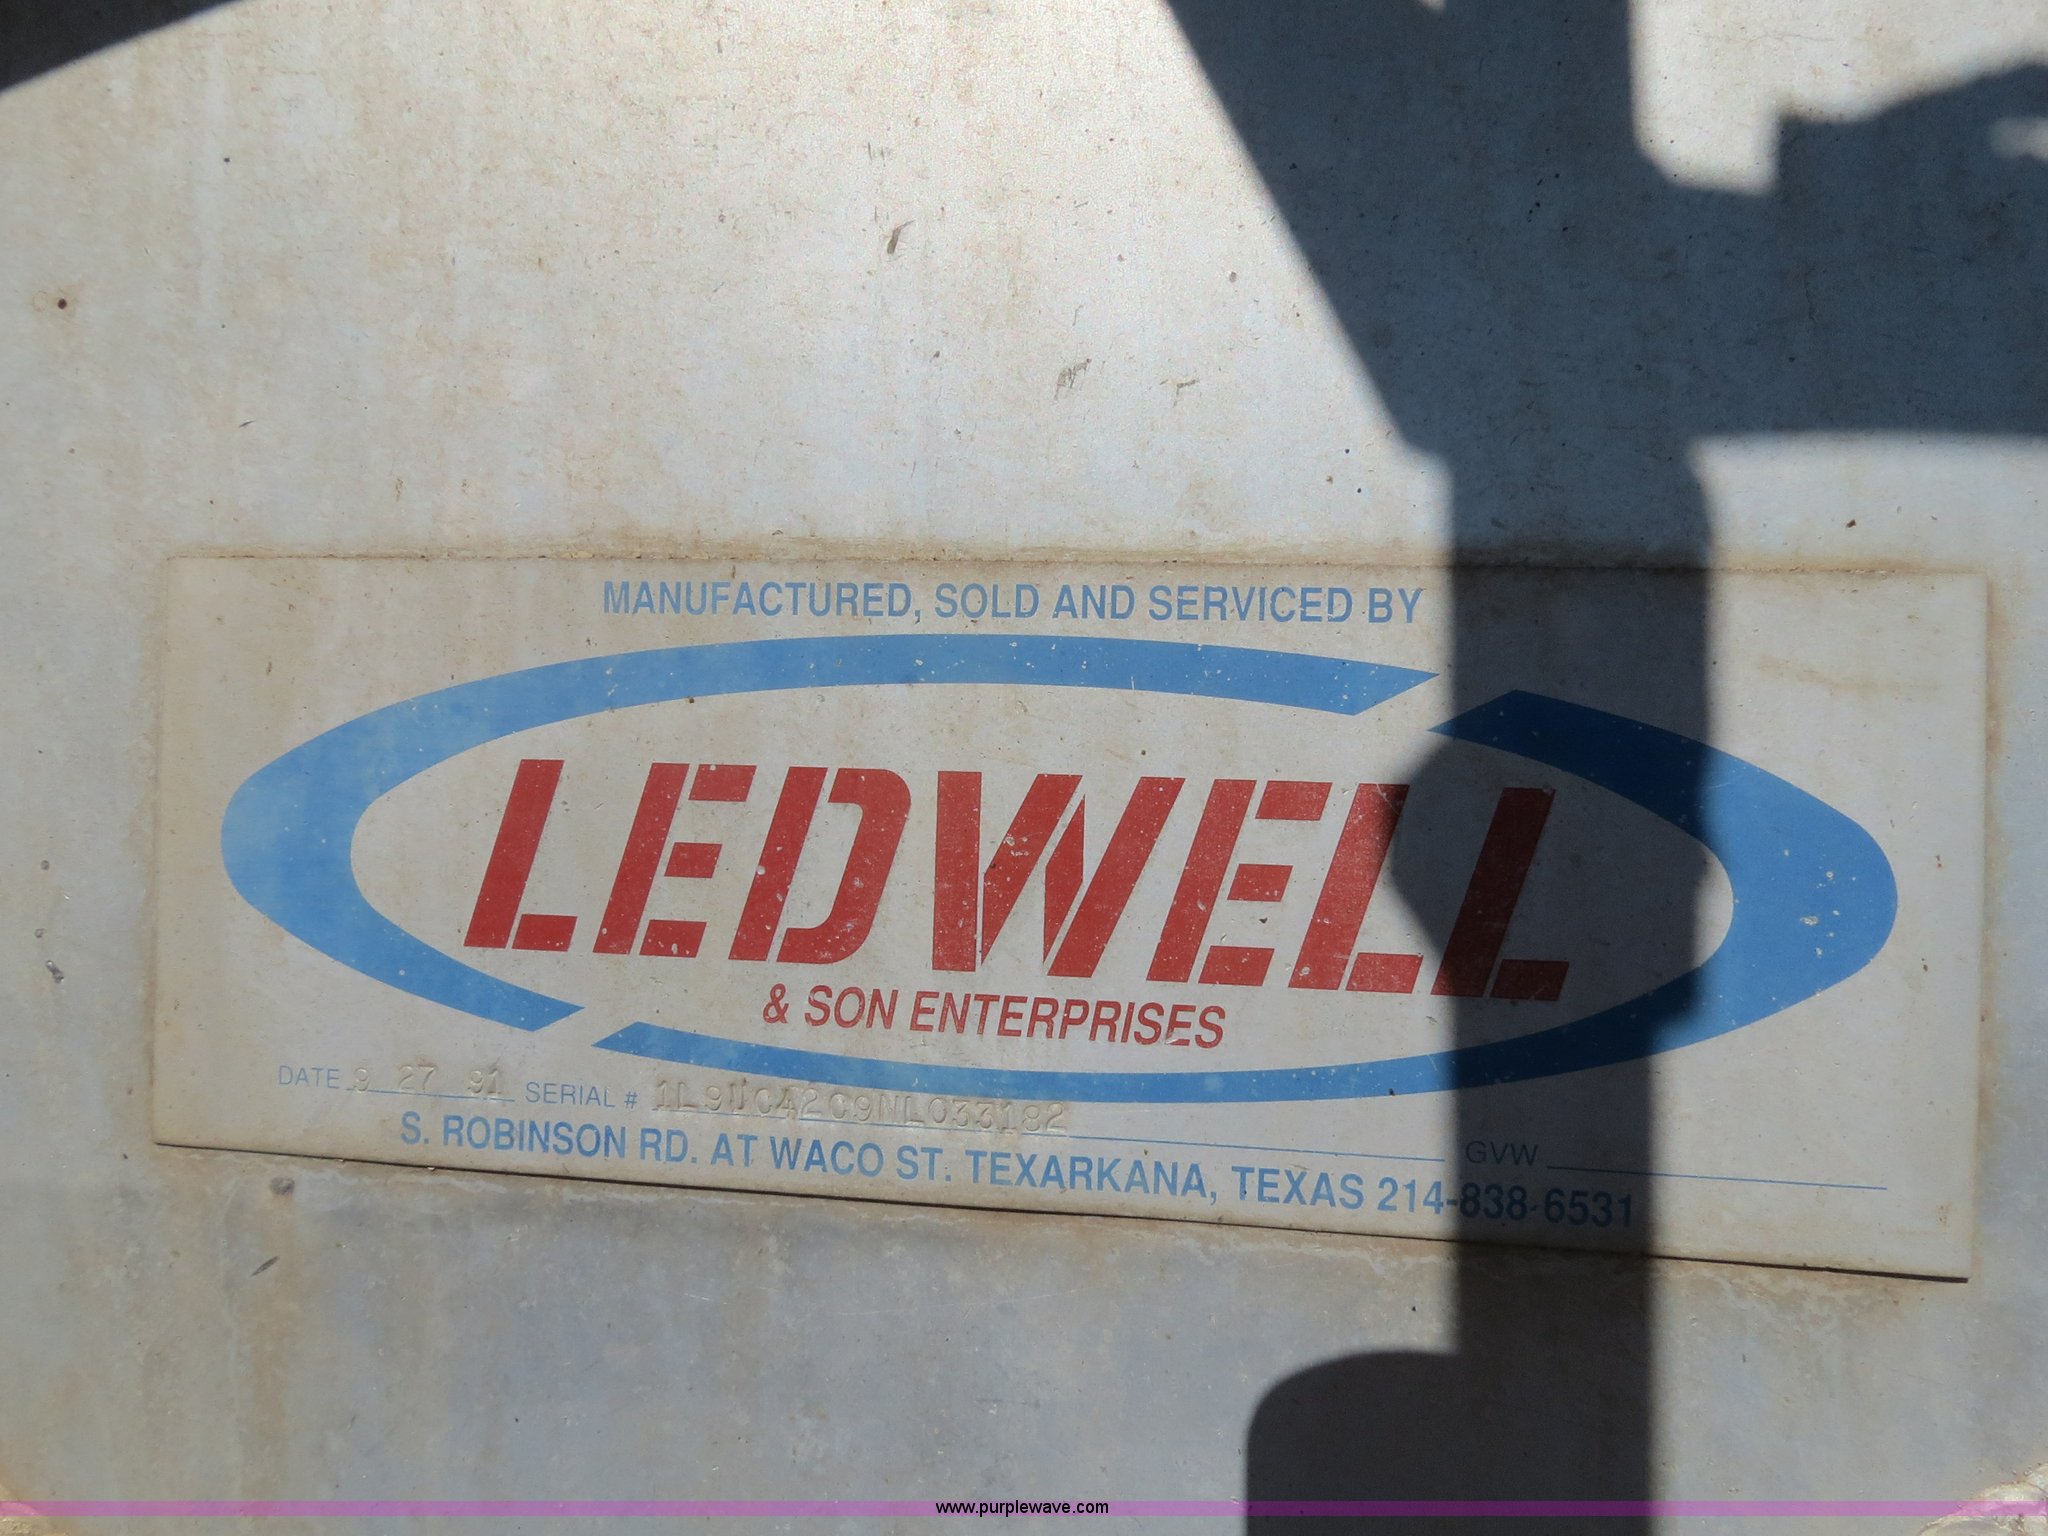 MANUFACTURED, SOLD AND SERVICED BY
LEDWELL
& SON ENTERPRISES
DATE 9 27 91 SERIAL # 1L9UC42C9NL033182 GVW
S. ROBINSON RD. AT WACO ST. TEXARKANA, TEXAS 214-838-6531
www.purplewave.com